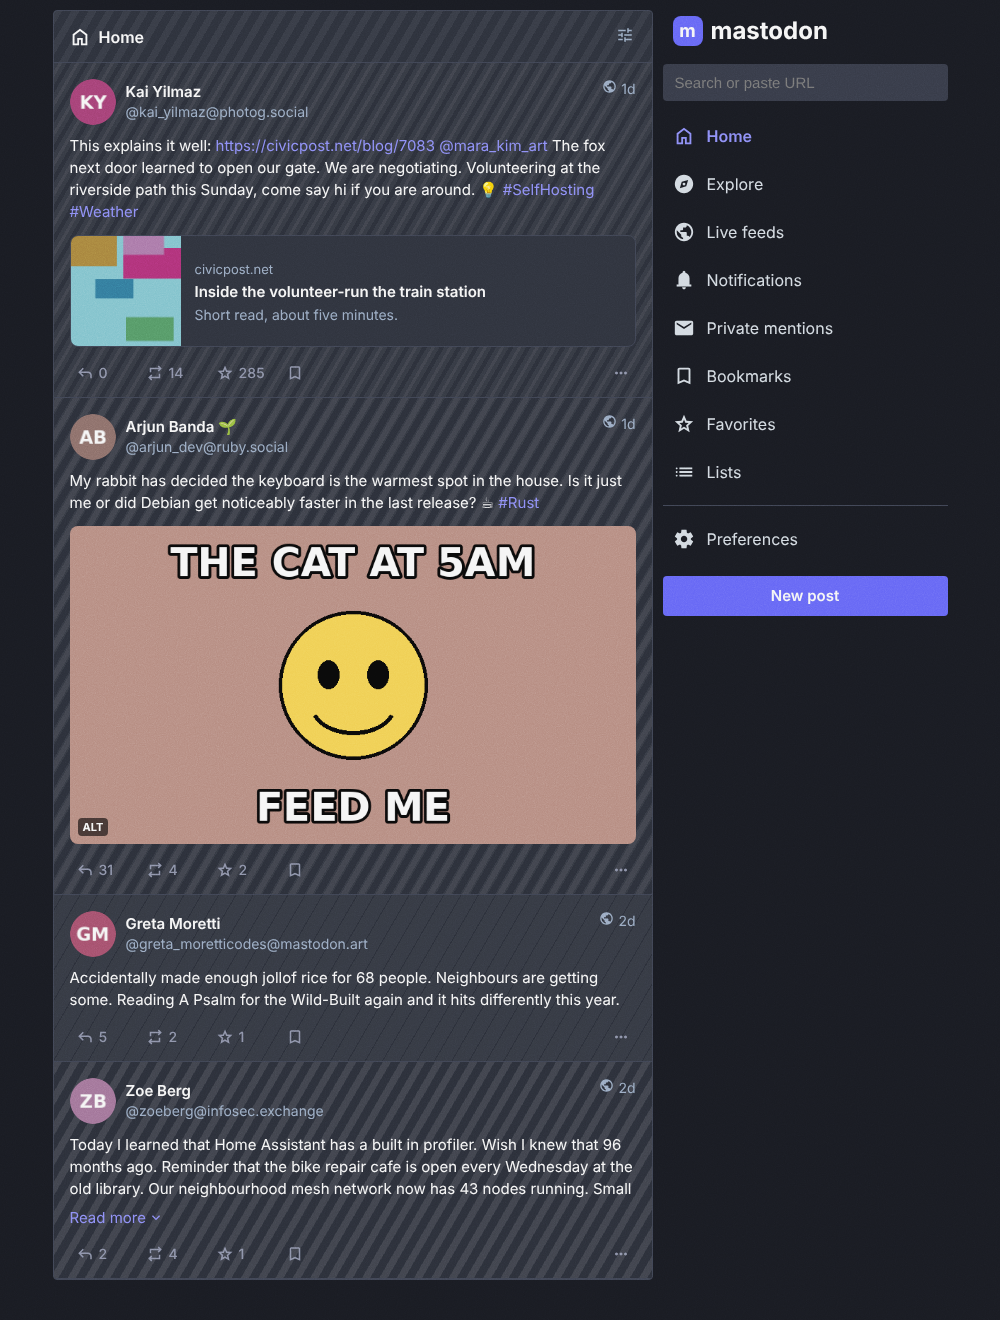 Home
KY
Kai Yilmaz
1d
@kai_yilmaz@photog.social
This explains it well: https://civicpost.net/blog/7083 @mara_kim_art The fox
next door learned to open our gate. We are negotiating. Volunteering at the
riverside path this Sunday, come say hi if you are around. 💡 #SelfHosting
#Weather
civicpost.net
Inside the volunteer-run the train station
Short read, about five minutes.
0 14 285
AB
Arjun Banda 🌱
1d
@arjun_dev@ruby.social
My rabbit has decided the keyboard is the warmest spot in the house. Is it just
me or did Debian get noticeably faster in the last release? ☕ #Rust
THE CAT AT 5AM
FEED ME
ALT
31 4 2
GM
Greta Moretti
2d
@greta_moretticodes@mastodon.art
Accidentally made enough jollof rice for 68 people. Neighbours are getting
some. Reading A Psalm for the Wild-Built again and it hits differently this year.
5 2 1
ZB
Zoe Berg
2d
@zoeberg@infosec.exchange
Today I learned that Home Assistant has a built in profiler. Wish I knew that 96
months ago. Reminder that the bike repair cafe is open every Wednesday at the
old library. Our neighbourhood mesh network now has 43 nodes running. Small
Read more
2 4 1
m mastodon
Search or paste URL
Home
Explore
Live feeds
Notifications
Private mentions
Bookmarks
Favorites
Lists
Preferences
New post